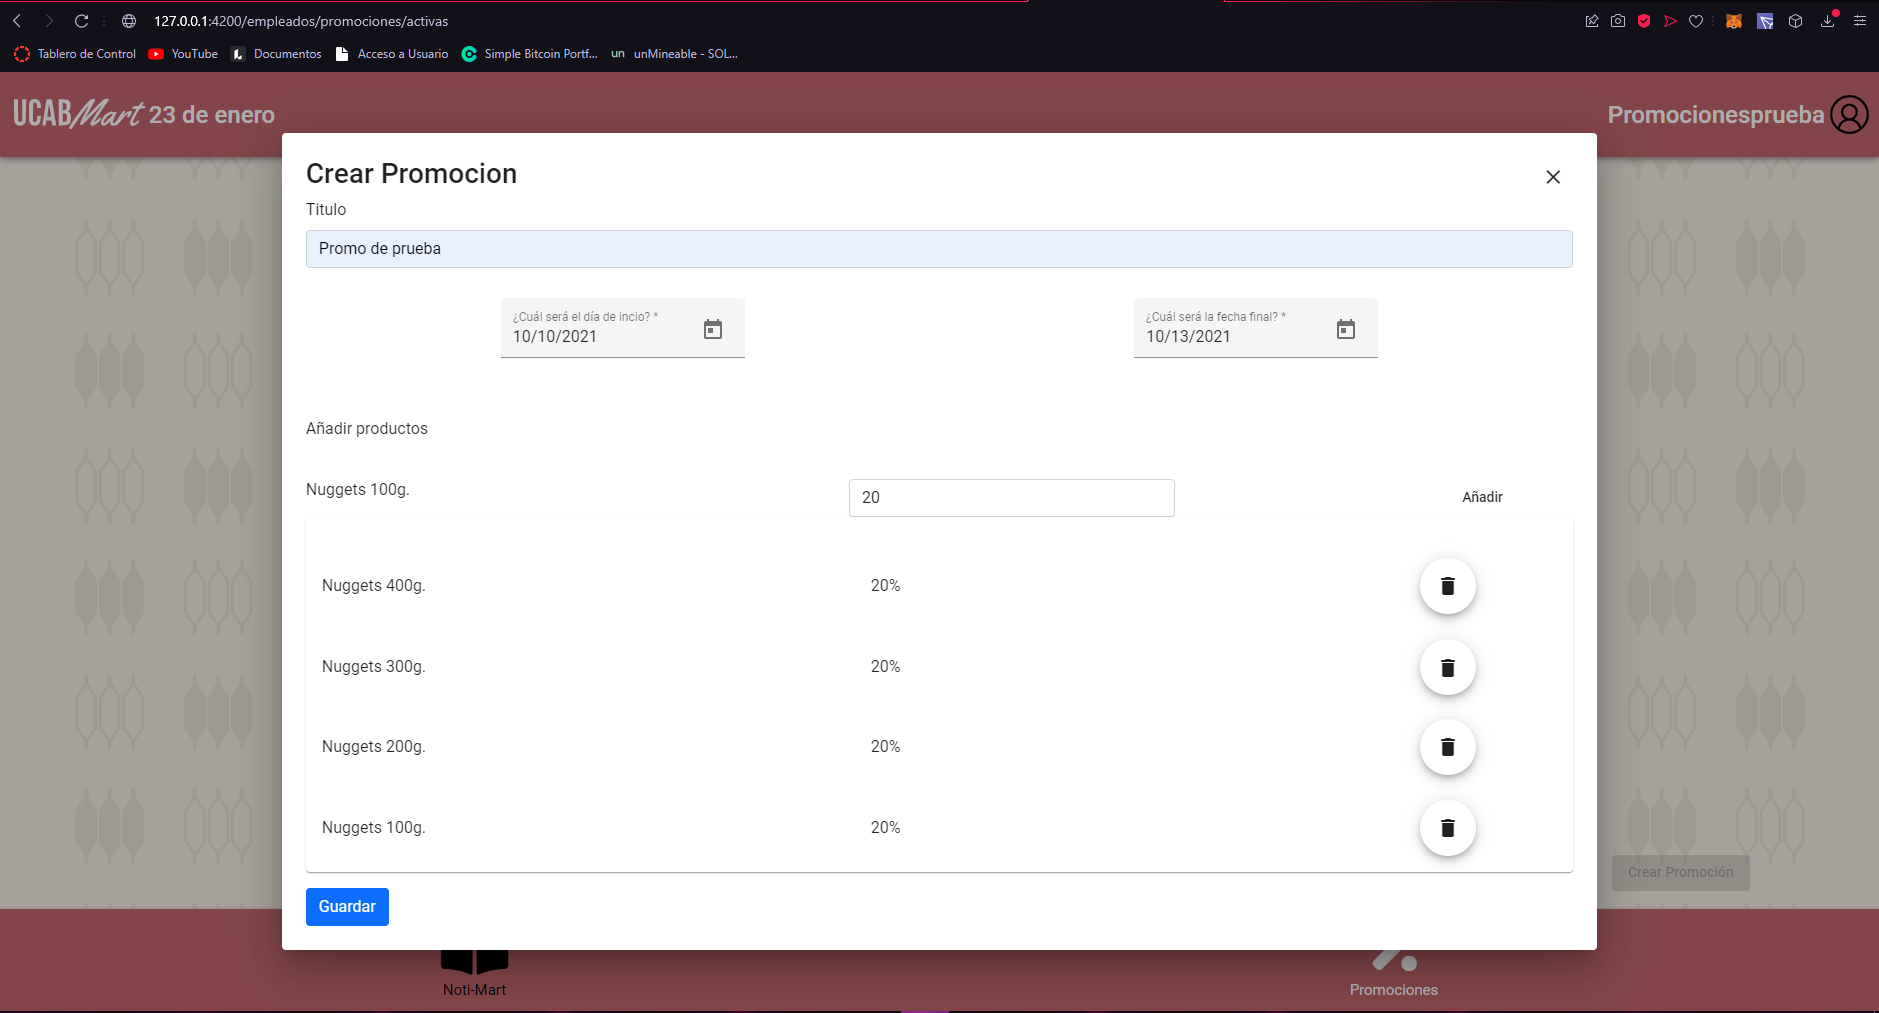 127.0.0.1:4200/empleados/promociones/activas
Tablero de Control YouTube Documentos Acceso a Usuario Simple Bitcoin Portf... un unMineable - SOL...
UCABMart 23 de enero Promocionesprueba
Crear Promocion
Titulo
Promo de prueba
¿Cuál será el día de incio? * ¿Cuál será la fecha final? *
10/10/2021 10/13/2021
Añadir productos
Nuggets 100g. 20 Añadir
Nuggets 400g. 20%
Nuggets 300g. 20%
Nuggets 200g. 20%
Nuggets 100g. 20%
Crear Promoción
Guardar
Noti-Mart Promociones